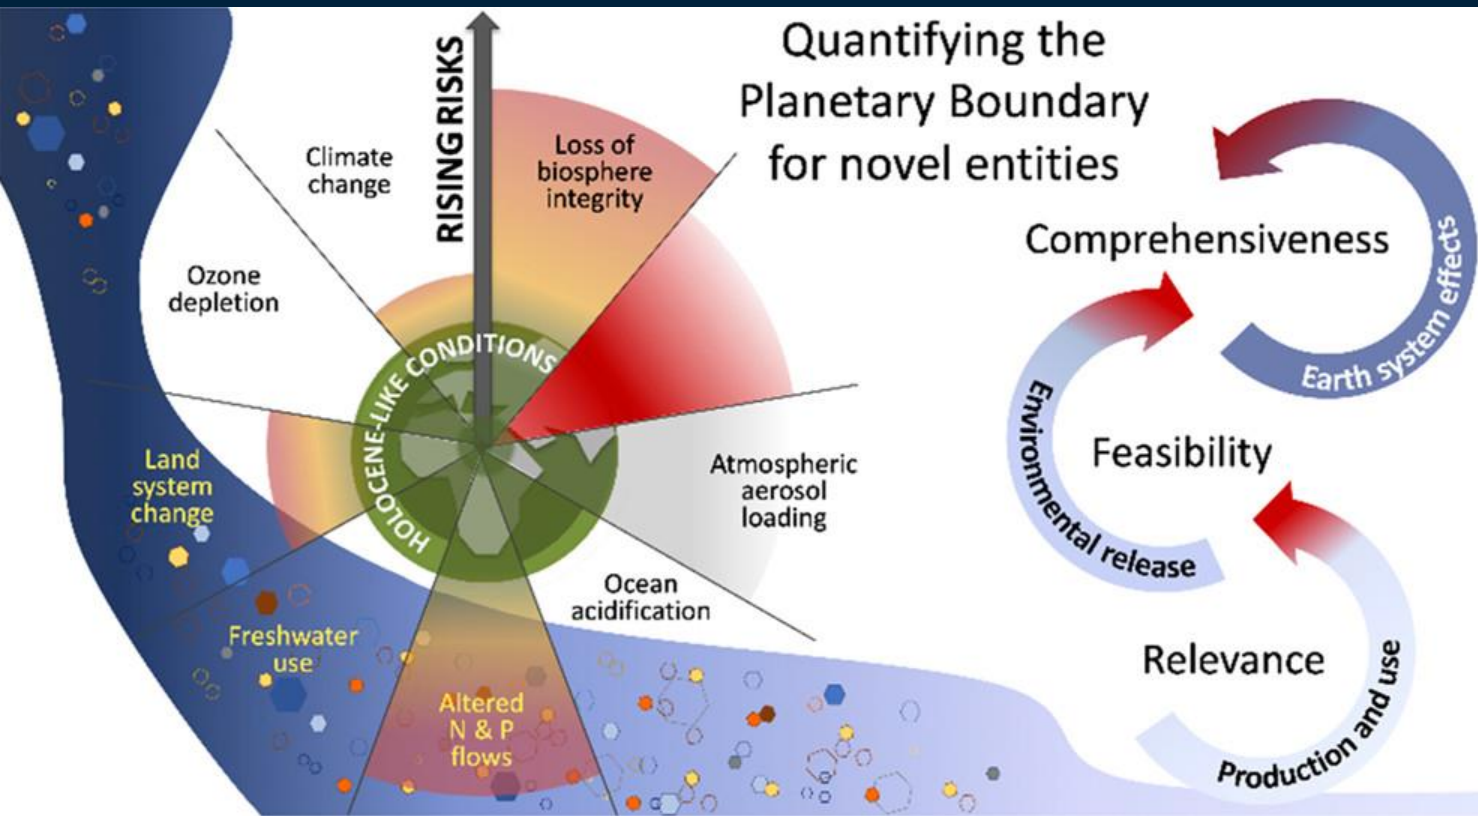 Quantifying the
Planetary Boundary
for novel entities
RISING RISKS
Climate
change
Loss of
biosphere
integrity
Ozone
depletion
HOLOCENE-LIKE CONDITIONS
Land
system
change
Atmospheric
aerosol
loading
Ocean
acidification
Freshwater
use
Altered
N & P
flows
Comprehensiveness
Earth system effects
Feasibility
Environmental release
Relevance
Production and use